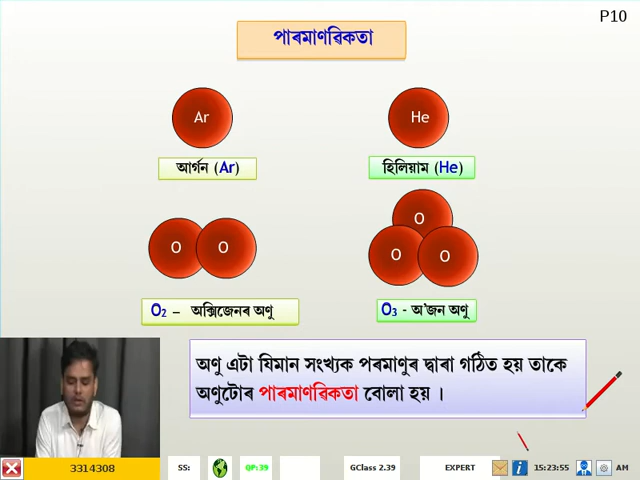 P10
পাৰমাণৱিকতা
Ar
He
আৰ্গন (Ar)
হিলিয়াম (He)
O O
O
O O
O₂ – অক্সিজেনৰ অণু
O₃ - অ'জন অণু
অণু এটা যিমান সংখ্যক পৰমাণুৰ দ্বাৰা গঠিত হয় তাকে
অণুটোৰ পাৰমাণৱিকতা বোলা হয় ।
3314308 SS: QP:39 GClass 2.39 EXPERT 15:23:55 AM